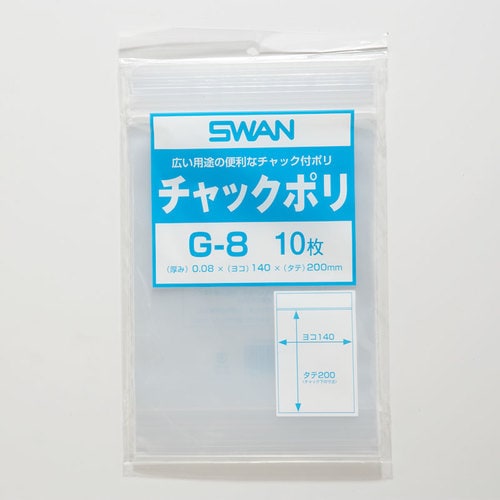 SWAN
広い用途の便利なチャック付ポリ
チャックポリ
G-8 10枚
(厚み) 0.08 × (ヨコ) 140 × (タテ) 200mm
ヨコ140
タテ200